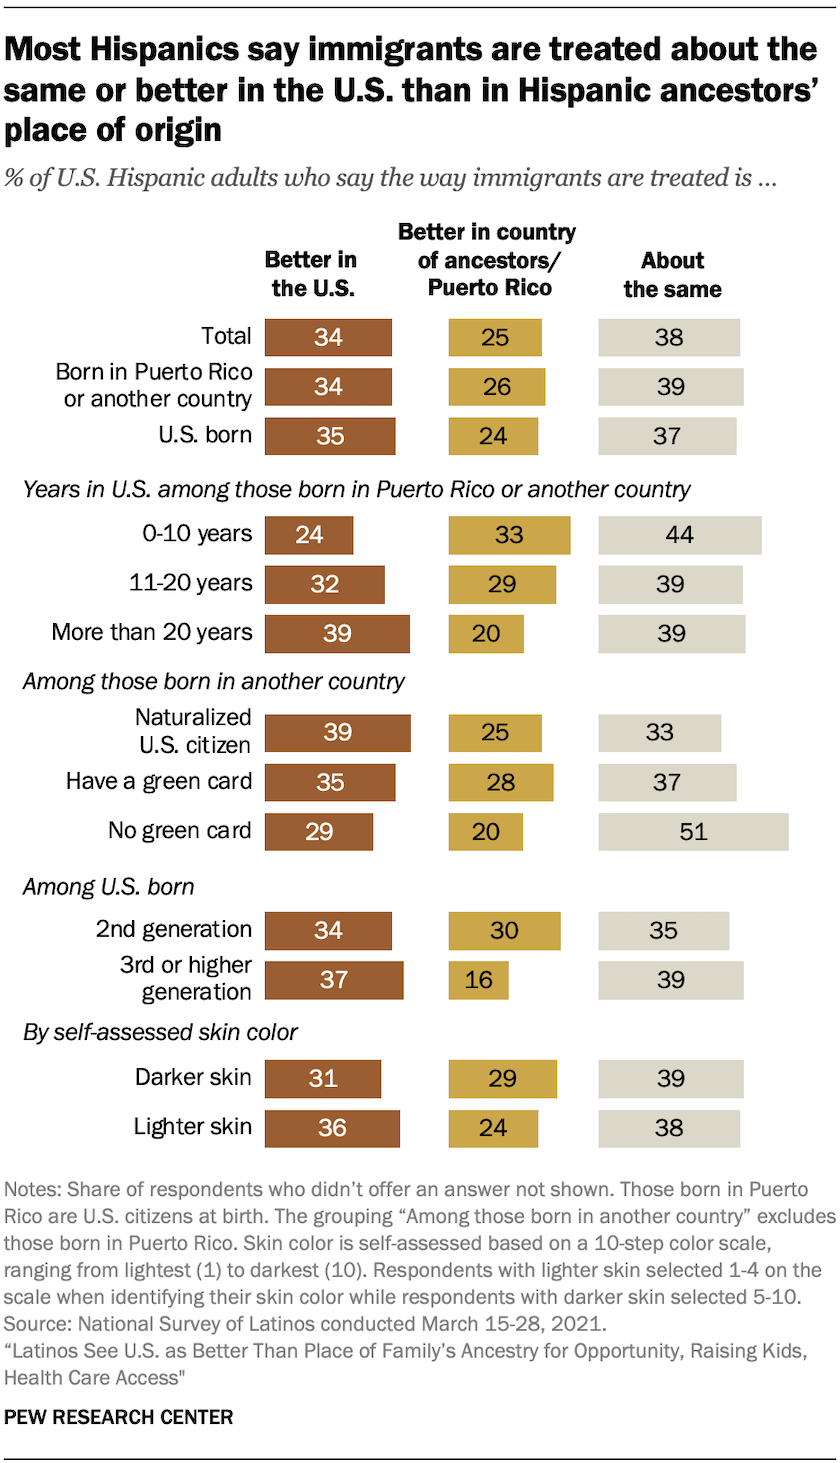 Most Hispanics say immigrants are treated about the
same or better in the U.S. than in Hispanic ancestors’
place of origin
% of U.S. Hispanic adults who say the way immigrants are treated is ...
Better in
the U.S.
Better in country
of ancestors/
Puerto Rico
About
the same
Total 34 25 38
Born in Puerto Rico
or another country 34 26 39
U.S. born 35 24 37
Years in U.S. among those born in Puerto Rico or another country
0-10 years 24 33 44
11-20 years 32 29 39
More than 20 years 39 20 39
Among those born in another country
Naturalized
U.S. citizen 39 25 33
Have a green card 35 28 37
No green card 29 20 51
Among U.S. born
2nd generation 34 30 35
3rd or higher
generation 37 16 39
By self-assessed skin color
Darker skin 31 29 39
Lighter skin 36 24 38
Notes: Share of respondents who didn’t offer an answer not shown. Those born in Puerto
Rico are U.S. citizens at birth. The grouping “Among those born in another country” excludes
those born in Puerto Rico. Skin color is self-assessed based on a 10-step color scale,
ranging from lightest (1) to darkest (10). Respondents with lighter skin selected 1-4 on the
scale when identifying their skin color while respondents with darker skin selected 5-10.
Source: National Survey of Latinos conducted March 15-28, 2021.
“Latinos See U.S. as Better Than Place of Family’s Ancestry for Opportunity, Raising Kids,
Health Care Access"
PEW RESEARCH CENTER